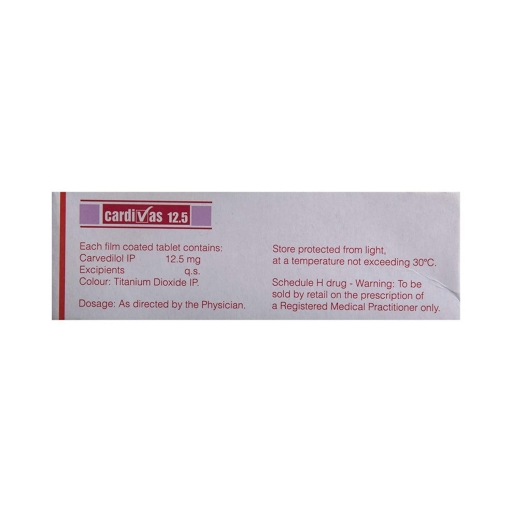 cardivas 12.5
Each film coated tablet contains:
Carvedilol IP 12.5 mg
Excipients q.s.
Colour: Titanium Dioxide IP.
Dosage: As directed by the Physician.
Store protected from light,
at a temperature not exceeding 30ºC.
Schedule H drug - Warning: To be
sold by retail on the prescription of
a Registered Medical Practitioner only.